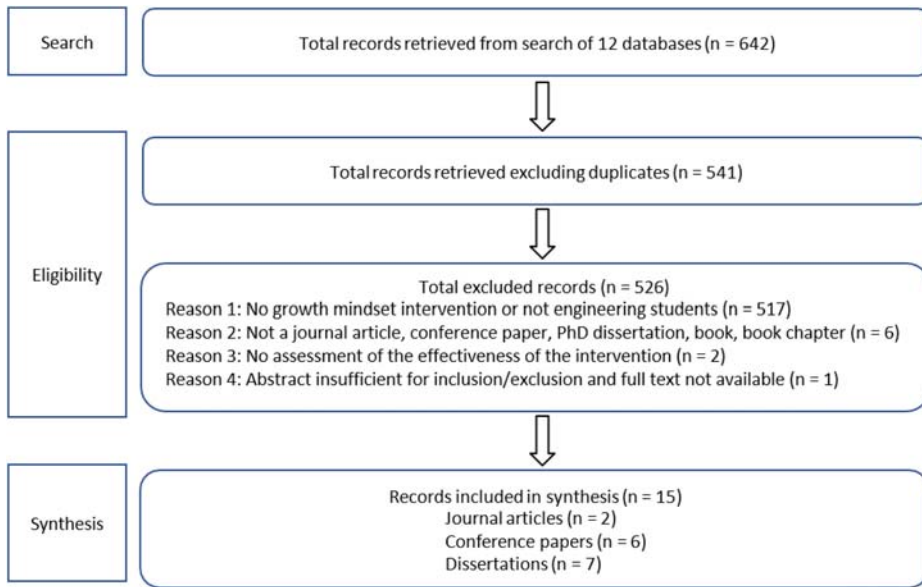 Search
Total records retrieved from search of 12 databases (n = 642)
Total records retrieved excluding duplicates (n = 541)
Eligibility
Total excluded records (n = 526)
Reason 1: No growth mindset intervention or not engineering students (n = 517)
Reason 2: Not a journal article, conference paper, PhD dissertation, book, book chapter (n = 6)
Reason 3: No assessment of the effectiveness of the intervention (n = 2)
Reason 4: Abstract insufficient for inclusion/exclusion and full text not available (n = 1)
Synthesis
Records included in synthesis (n = 15)
Journal articles (n = 2)
Conference papers (n = 6)
Dissertations (n = 7)